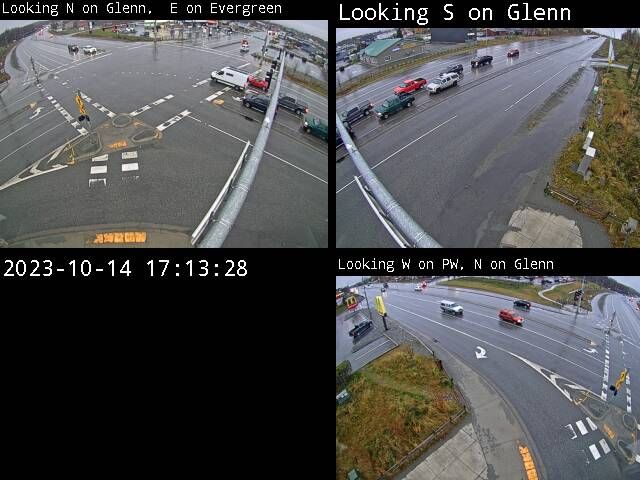 Looking N on Glenn,  E on Evergreen
Looking S on Glenn
2023-10-14 17:13:28
Looking W on PW, N on Glenn